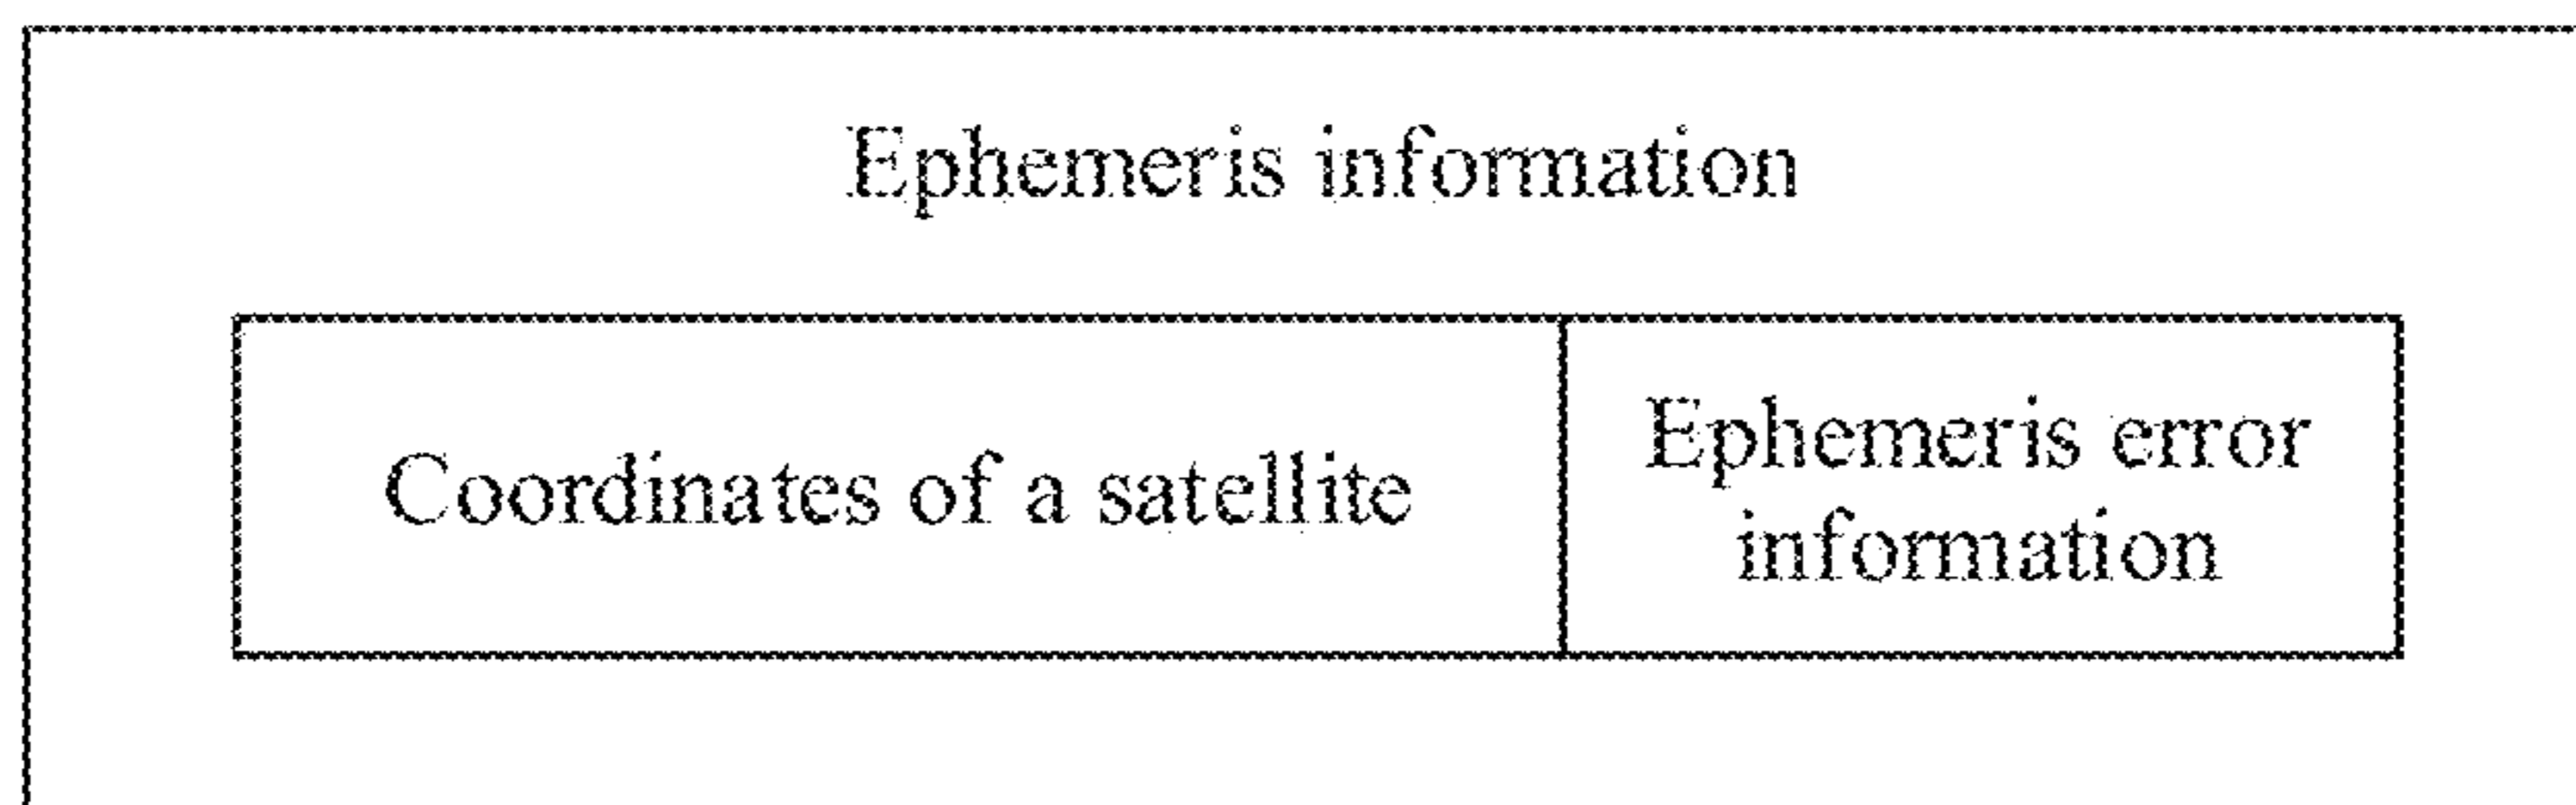 Ephemeris information
Coordinates of a satellite
Ephemeris error
information